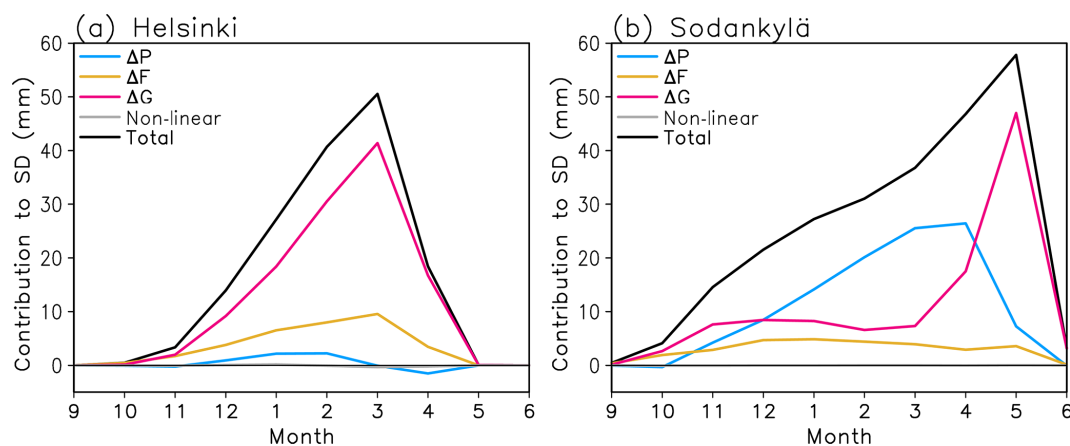 (a) Helsinki
60
50
40
30
20
10
0
Contribution to SD (mm)
ΔP
ΔF
ΔG
Non-linear
Total
9 10 11 12 1 2 3 4 5 6
Month
(b) Sodankylä
60
50
40
30
20
10
0
Contribution to SD (mm)
ΔP
ΔF
ΔG
Non-linear
Total
9 10 11 12 1 2 3 4 5 6
Month